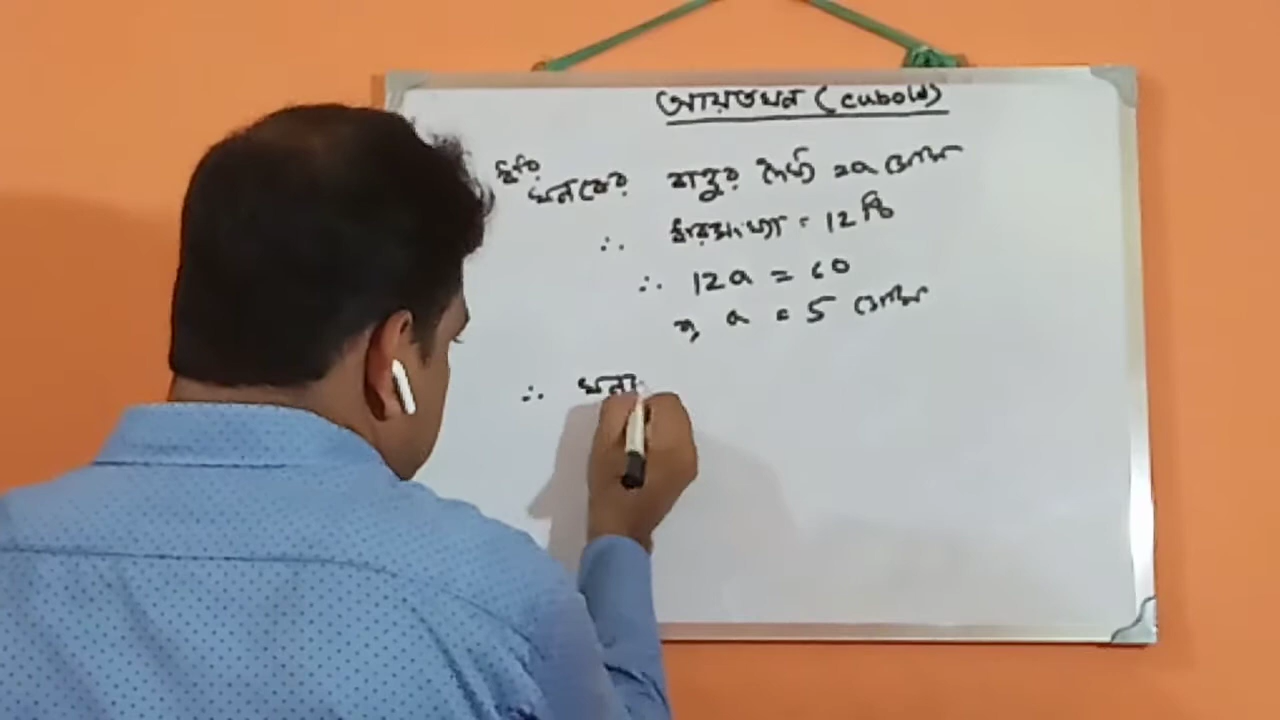 আয়তঘন (cuboid)
ধরি
ঘনকের বাহুর দৈর্ঘ্য = a সেমি
∴ ধারসংখ্যা = 12 টি
∴ 12a = 60
বা, a = 5 সেমি
∴ ঘনক